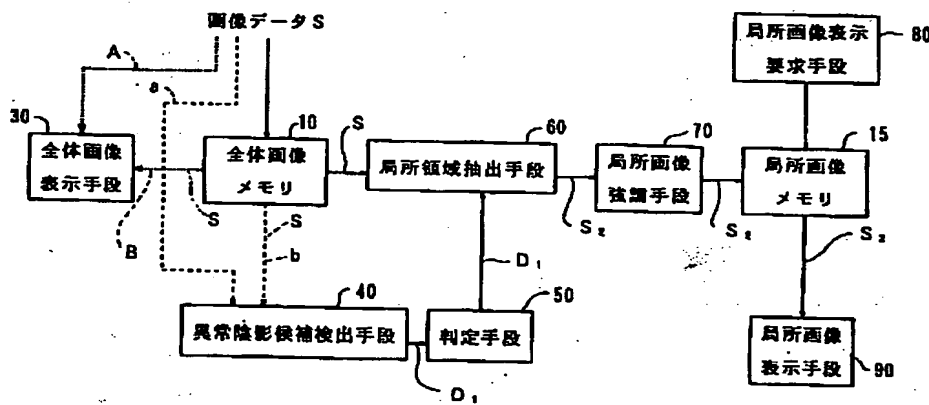 画像データS
A
a
30
全体画像
表示手段
10
全体画像
メモリ
S
60
局所領域抽出手段
70
局所画像
強調手段
80
局所画像表示
要求手段
15
局所画像
メモリ
B
S
S
b
S₂
S₂
S₂
D₁
40
異常陰影候補検出手段
50
判定手段
D₁
局所画像
表示手段
90